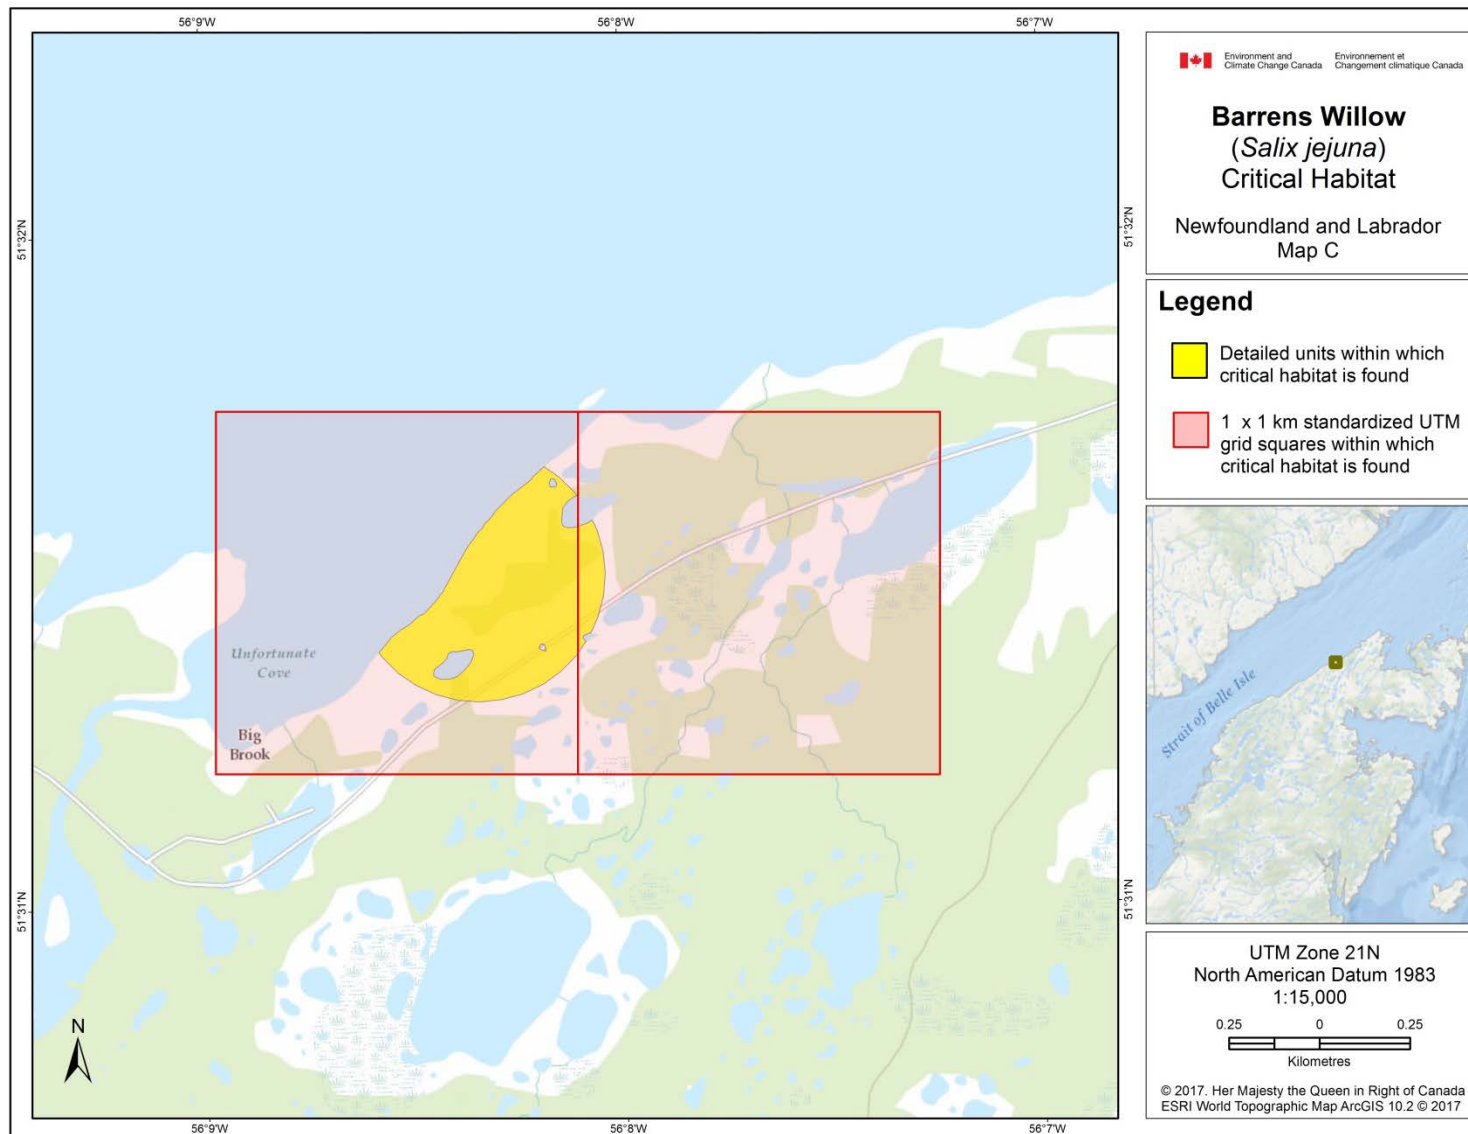 56°9'W
56°8'W
56°7'W
51°32'N
51°32'N
51°31'N
51°31'N
56°9'W
56°8'W
56°7'W
Unfortunate
Cove
Big
Brook
N
Environment and
Climate Change Canada
Environnement et
Changement climatique Canada
Barrens Willow
(Salix jejuna)
Critical Habitat
Newfoundland and Labrador
Map C
Legend
Detailed units within which
critical habitat is found
1 x 1 km standardized UTM
grid squares within which
critical habitat is found
Strait of Belle Isle
UTM Zone 21N
North American Datum 1983
1:15,000
0.25 0 0.25
Kilometres
© 2017. Her Majesty the Queen in Right of Canada
ESRI World Topographic Map ArcGIS 10.2 © 2017